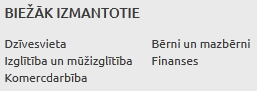 BIEŽĀK IZMANTOTIE
Dzīvesvieta
Izglītība un mūžizglītība
Komercdarbība
Bērni un mazbērni
Finanses